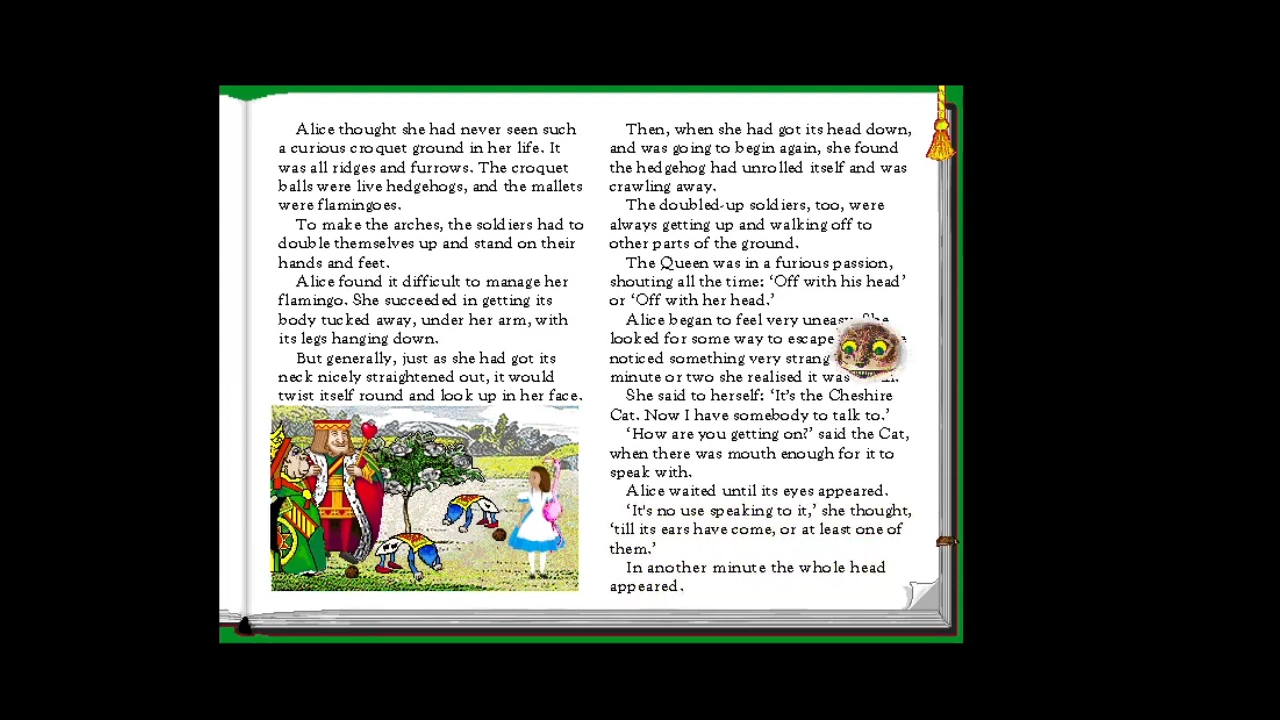 Alice thought she had never seen such
a curious croquet ground in her life. It
was all ridges and furrows. The croquet
balls were live hedgehogs, and the mallets
were flamingoes.
To make the arches, the soldiers had to
double themselves up and stand on their
hands and feet.
Alice found it difficult to manage her
flamingo. She succeeded in getting its
body tucked away, under her arm, with
its legs hanging down.
But generally, just as she had got its
neck nicely straightened out, it would
twist itself round and look up in her face.
Then, when she had got its head down,
and was going to begin again, she found
the hedgehog had unrolled itself and was
crawling away.
The doubled-up soldiers, too, were
always getting up and walking off to
other parts of the ground.
The Queen was in a furious passion,
shouting all the time: ‘Off with his head’
or ‘Off with her head.’
Alice began to feel very uneasy. She
looked for some way to escape
noticed something very
minute or two she realised it was
She said to herself: ‘It’s the Cheshire
Cat. Now I have somebody to talk to.’
‘How are you getting on?’ said the Cat,
when there was mouth enough for it to
speak with.
Alice waited until its eyes appeared.
‘It's no use speaking to it,’ she thought,
‘till its ears have come, or at least one of
them.’
In another minute the whole head
appeared.